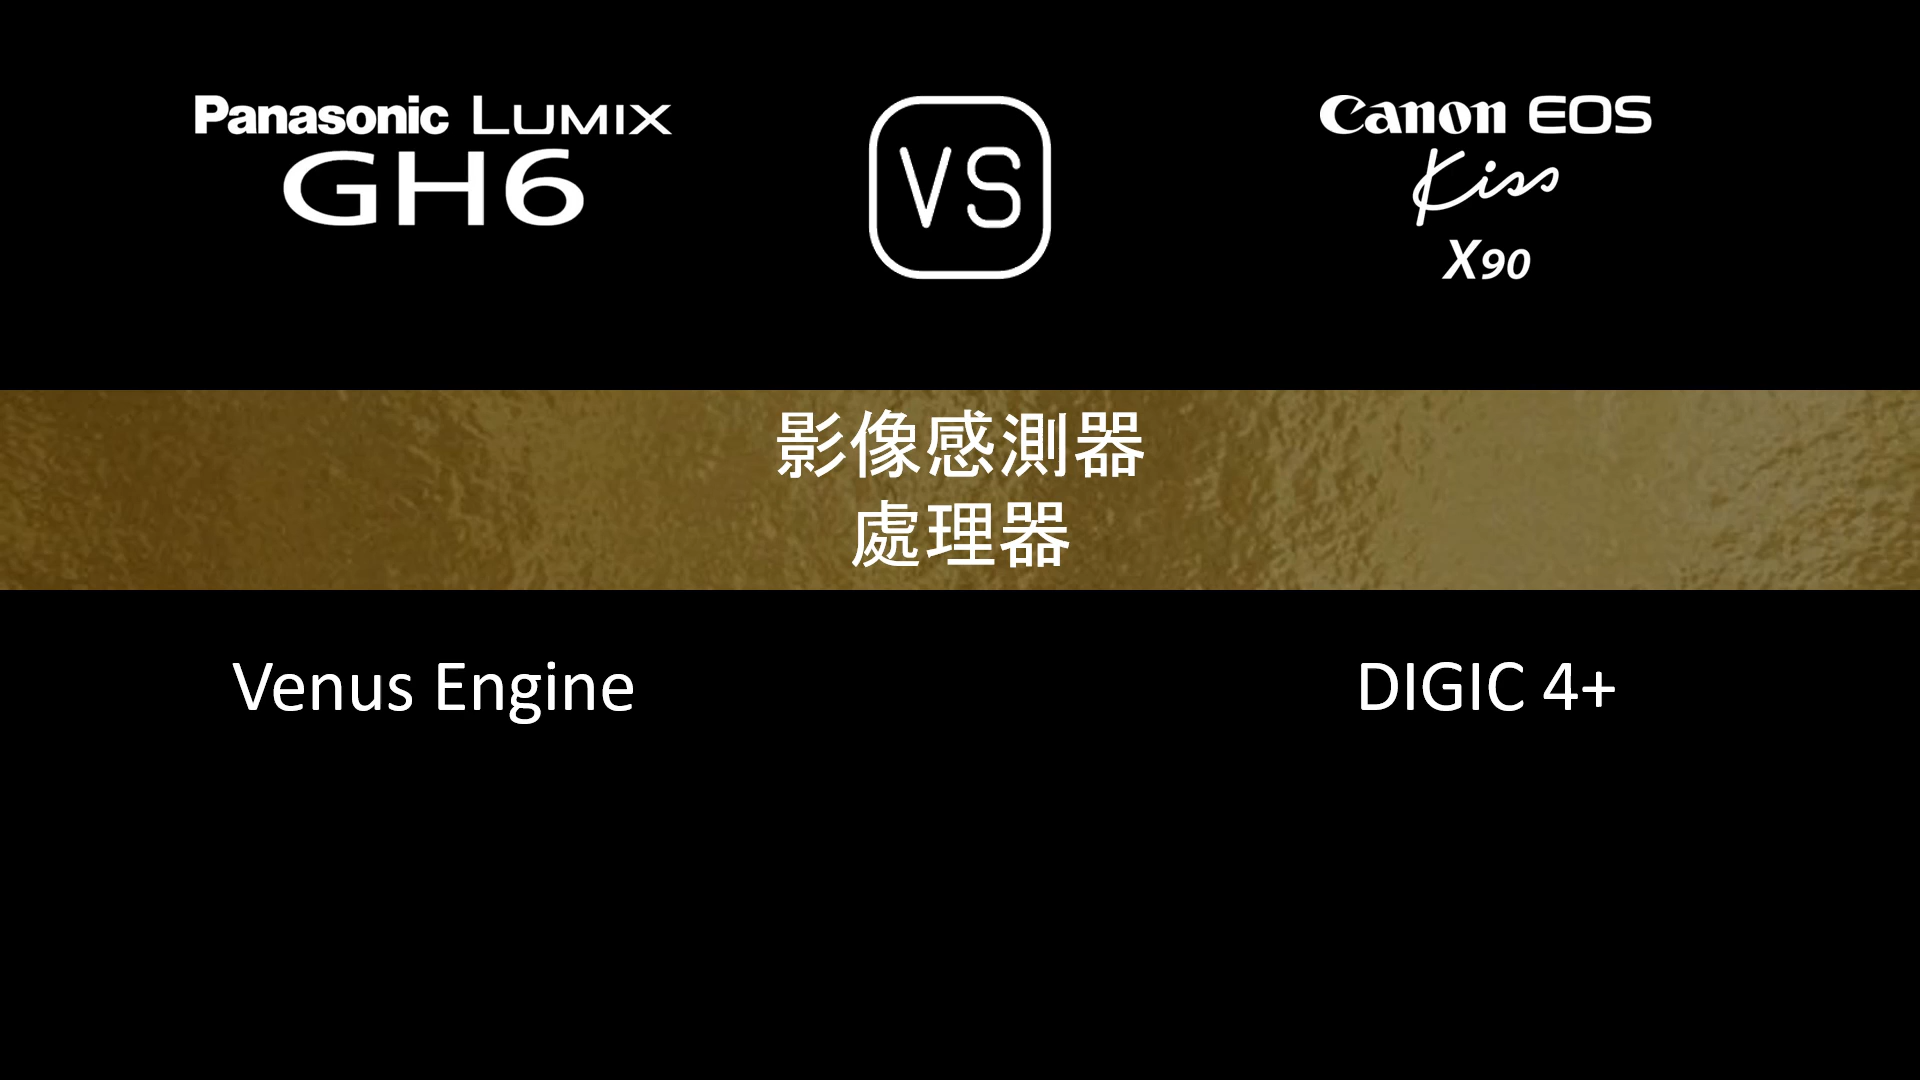 Panasonic LUMIX
GH6
VS
Canon EOS
Kiss
X90
影像感測器
處理器
Venus Engine
DIGIC 4+